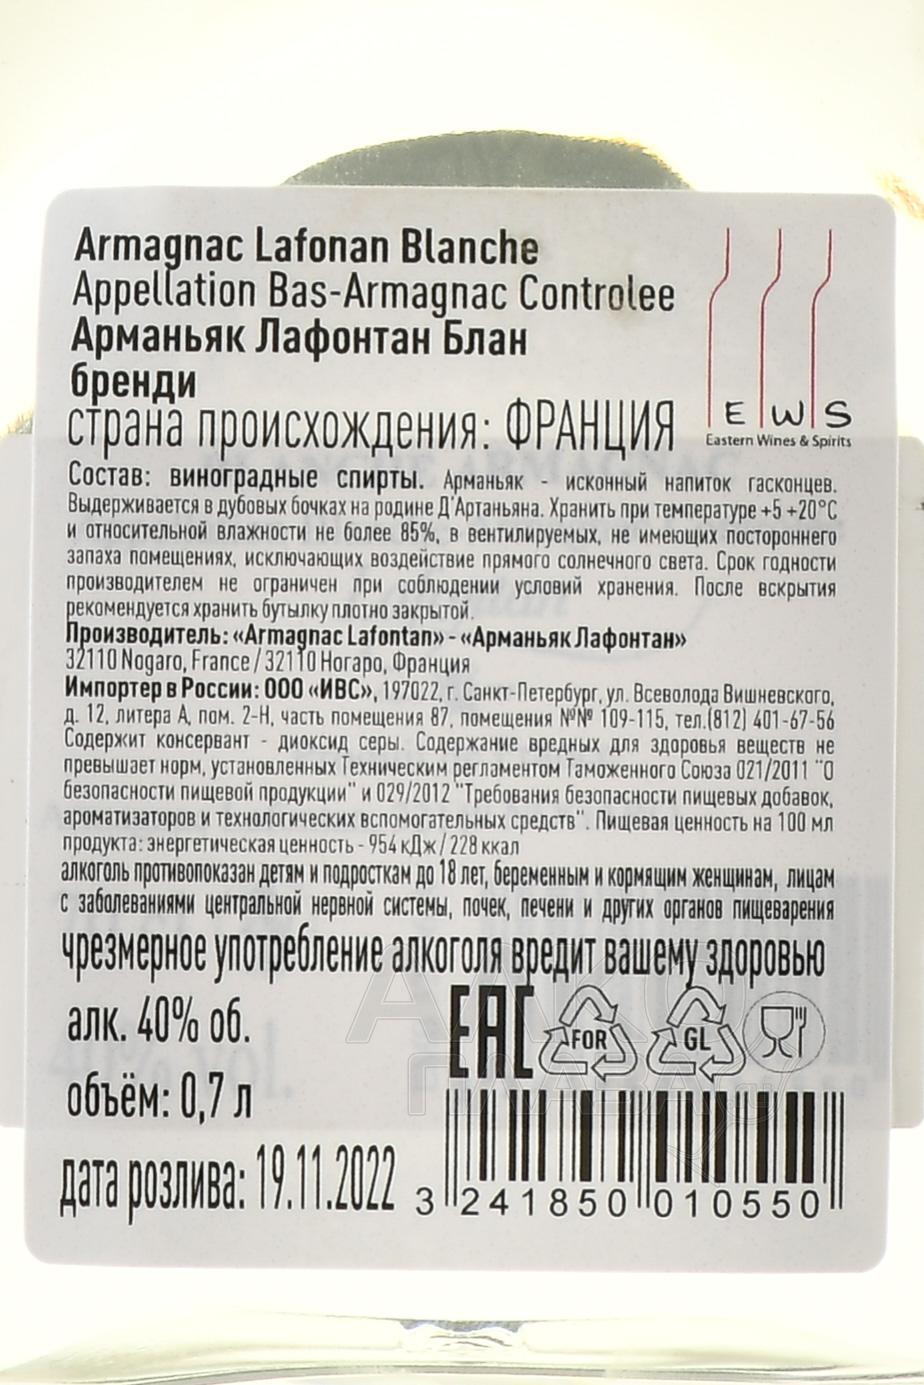 Armagnac Lafonan Blanche
Appellation Bas-Armagnac Controlee
Арманьяк Лафонтан Блан
бренди
страна происхождения: ФРАНЦИЯ
E W S
Eastern Wines & Spirits
Состав: виноградные спирты. Арманьяк - исконный напиток гасконцев.
Выдерживается в дубовых бочках на родине Д'Артаньяна. Хранить при температуре +5 +20°C
и относительной влажности не более 85%, в вентилируемых, не имеющих постороннего
запаха помещениях, исключающих воздействие прямого солнечного света. Срок годности
производителем не ограничен при соблюдении условий хранения. После вскрытия
рекомендуется хранить бутылку плотно закрытой.
Производитель: «Armagnac Lafontan» - «Арманьяк Лафонтан»
32110 Nogaro, France / 32110 Ногаро, Франция
Импортер в России: ООО «ИВС», 197022, г. Санкт-Петербург, ул. Всеволода Вишневского,
д. 12, литера А, пом. 2-Н, часть помещения 87, помещения №№ 109-115, тел.(812) 401-67-56
Содержит консервант - диоксид серы. Содержание вредных для здоровья веществ не
превышает норм, установленных Техническим регламентом Таможенного Союза 021/2011 "О
безопасности пищевой продукции" и 029/2012 "Требования безопасности пищевых добавок,
ароматизаторов и технологических вспомогательных средств". Пищевая ценность на 100 мл
продукта: энергетическая ценность - 954 кДж / 228 ккал
алкоголь противопоказан детям и подросткам до 18 лет, беременным и кормящим женщинам, лицам
с заболеваниями центральной нервной системы, почек, печени и других органов пищеварения
чрезмерное употребление алкоголя вредит вашему здоровью
алк. 40% об.
EAC FOR GL
объём: 0,7 л
дата розлива: 19.11.2022
3 241850 010550